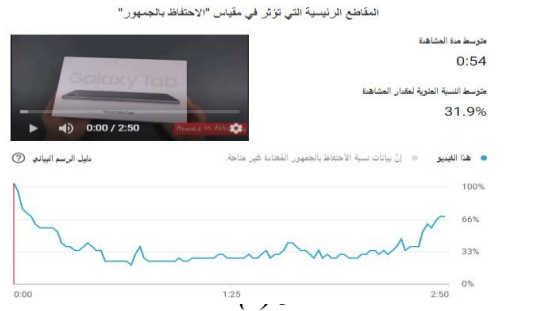 المقاطع الرئيسية التي تؤثر في مقياس "الاحتفاظ بالجمهور"
متوسط مدة المشاهدة
0:54
متوسط النسبة المئوية لمقدار المشاهدة
31.9%
Galaxy Tab
0:00 / 2:50
هذا الفيديو
إنّ بيانات نسبة الاحتفاظ بالجمهور المُعتادة غير متاحة.
دليل الرسم البياني
100%
66%
33%
0%
0:00
1:25
2:50